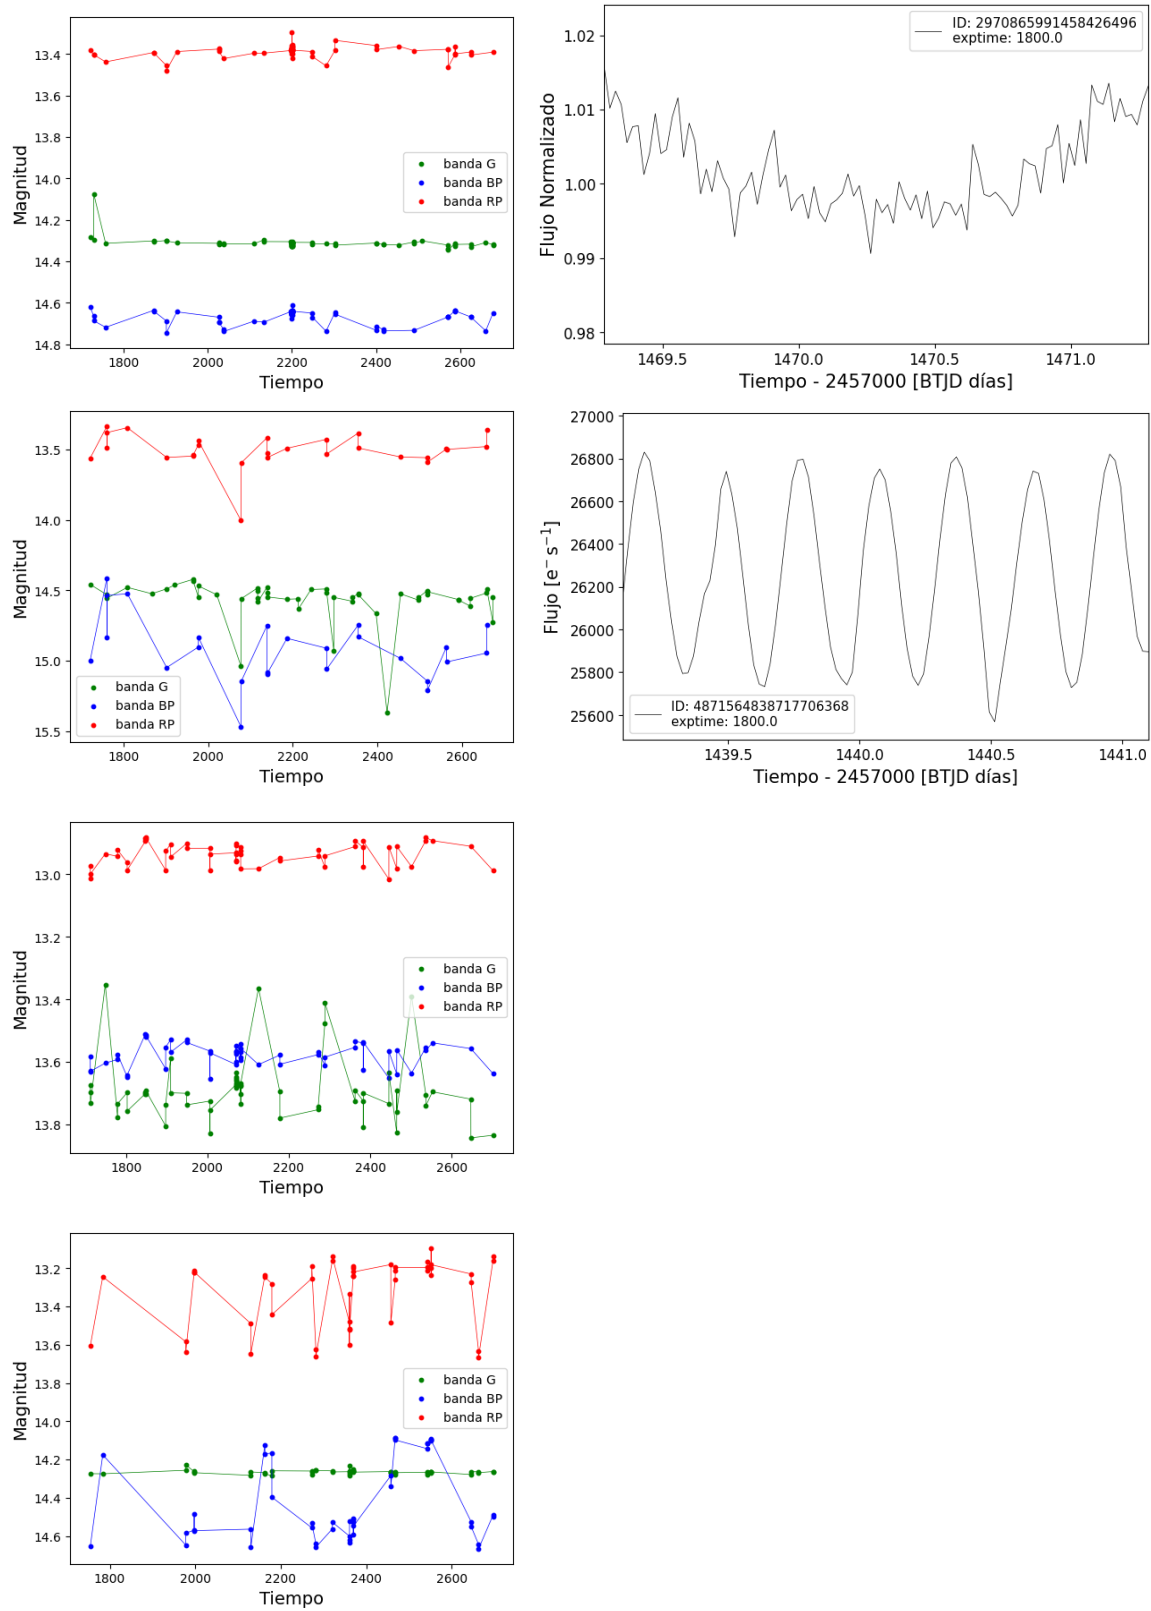 13.4
13.6
13.8
14.0
14.2
14.4
14.6
14.8
Magnitud
banda G
banda BP
banda RP
1800
2000
2200
2400
2600
Tiempo
1.02
1.01
1.00
0.99
0.98
Flujo Normalizado
ID: 2970865991458426496
exptime: 1800.0
1469.5
1470.0
1470.5
1471.0
Tiempo - 2457000 [BTJD días]
13.5
14.0
14.5
15.0
15.5
Magnitud
banda G
banda BP
banda RP
1800
2000
2200
2400
2600
Tiempo
27000
26800
26600
26400
26200
26000
25800
25600
Flujo [e⁻ s⁻¹]
ID: 4871564838717706368
exptime: 1800.0
1439.5
1440.0
1440.5
1441.0
Tiempo - 2457000 [BTJD días]
13.0
13.2
13.4
13.6
13.8
Magnitud
banda G
banda BP
banda RP
1800
2000
2200
2400
2600
Tiempo
13.2
13.4
13.6
13.8
14.0
14.2
14.4
14.6
Magnitud
banda G
banda BP
banda RP
1800
2000
2200
2400
2600
Tiempo